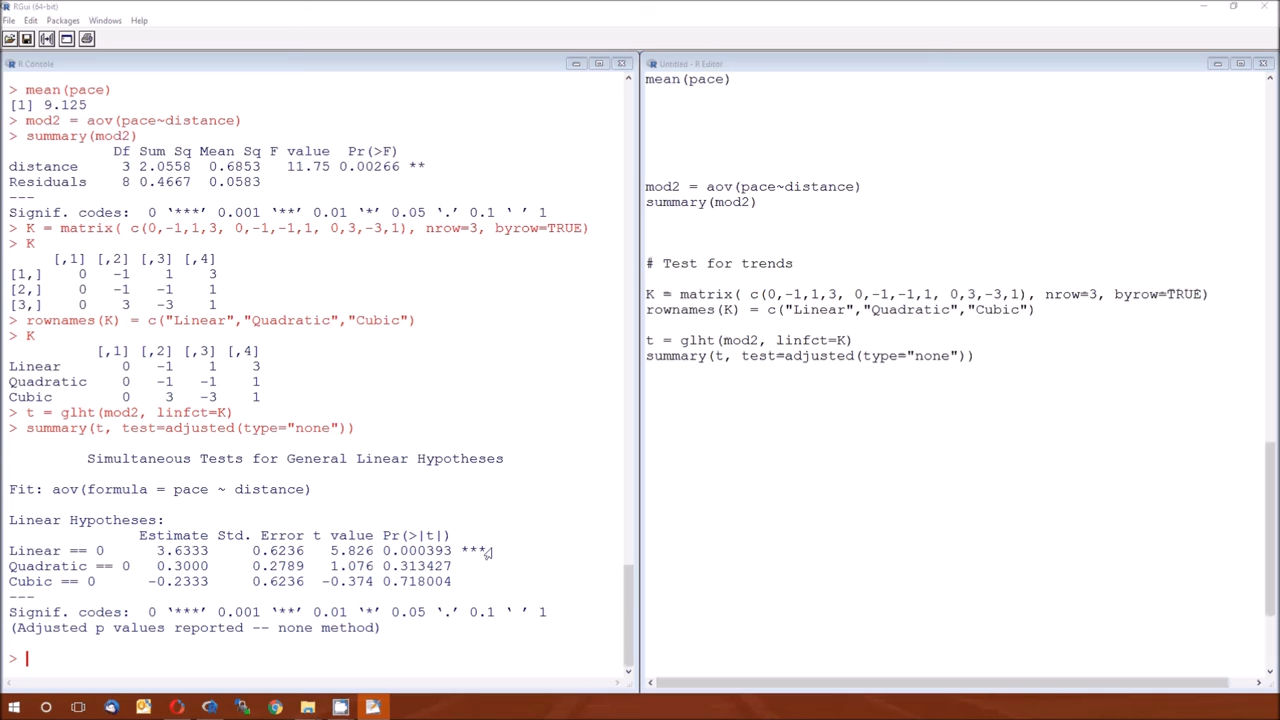 RGui (64-bit)
File Edit Packages Windows Help
R Console
> mean(pace)
[1] 9.125
> mod2 = aov(pace~distance)
> summary(mod2)
            Df Sum Sq Mean Sq F value  Pr(>F)
distance     3 2.0558  0.6853   11.75 0.00266 **
Residuals    8 0.4667  0.0583
---
Signif. codes:  0 ‘***’ 0.001 ‘**’ 0.01 ‘*’ 0.05 ‘.’ 0.1 ‘ ’ 1
> K = matrix( c(0,-1,1,3, 0,-1,-1,1, 0,3,-3,1), nrow=3, byrow=TRUE)
> K
     [,1] [,2] [,3] [,4]
[1,]    0   -1    1    3
[2,]    0   -1   -1    1
[3,]    0    3   -3    1
> rownames(K) = c("Linear","Quadratic","Cubic")
> K
          [,1] [,2] [,3] [,4]
Linear       0   -1    1    3
Quadratic    0   -1   -1    1
Cubic        0    3   -3    1
> t = glht(mod2, linfct=K)
> summary(t, test=adjusted(type="none"))
Simultaneous Tests for General Linear Hypotheses
Fit: aov(formula = pace ~ distance)
Linear Hypotheses:
               Estimate Std. Error t value Pr(>|t|)
Linear == 0      3.6333     0.6236   5.826 0.000393 ***
Quadratic == 0   0.3000     0.2789   1.076 0.313427
Cubic == 0      -0.2333     0.6236  -0.374 0.718004
---
Signif. codes:  0 ‘***’ 0.001 ‘**’ 0.01 ‘*’ 0.05 ‘.’ 0.1 ‘ ’ 1
(Adjusted p values reported -- none method)
>
Untitled - R Editor
mean(pace)
mod2 = aov(pace~distance)
summary(mod2)
# Test for trends
K = matrix( c(0,-1,1,3, 0,-1,-1,1, 0,3,-3,1), nrow=3, byrow=TRUE)
rownames(K) = c("Linear","Quadratic","Cubic")
t = glht(mod2, linfct=K)
summary(t, test=adjusted(type="none"))